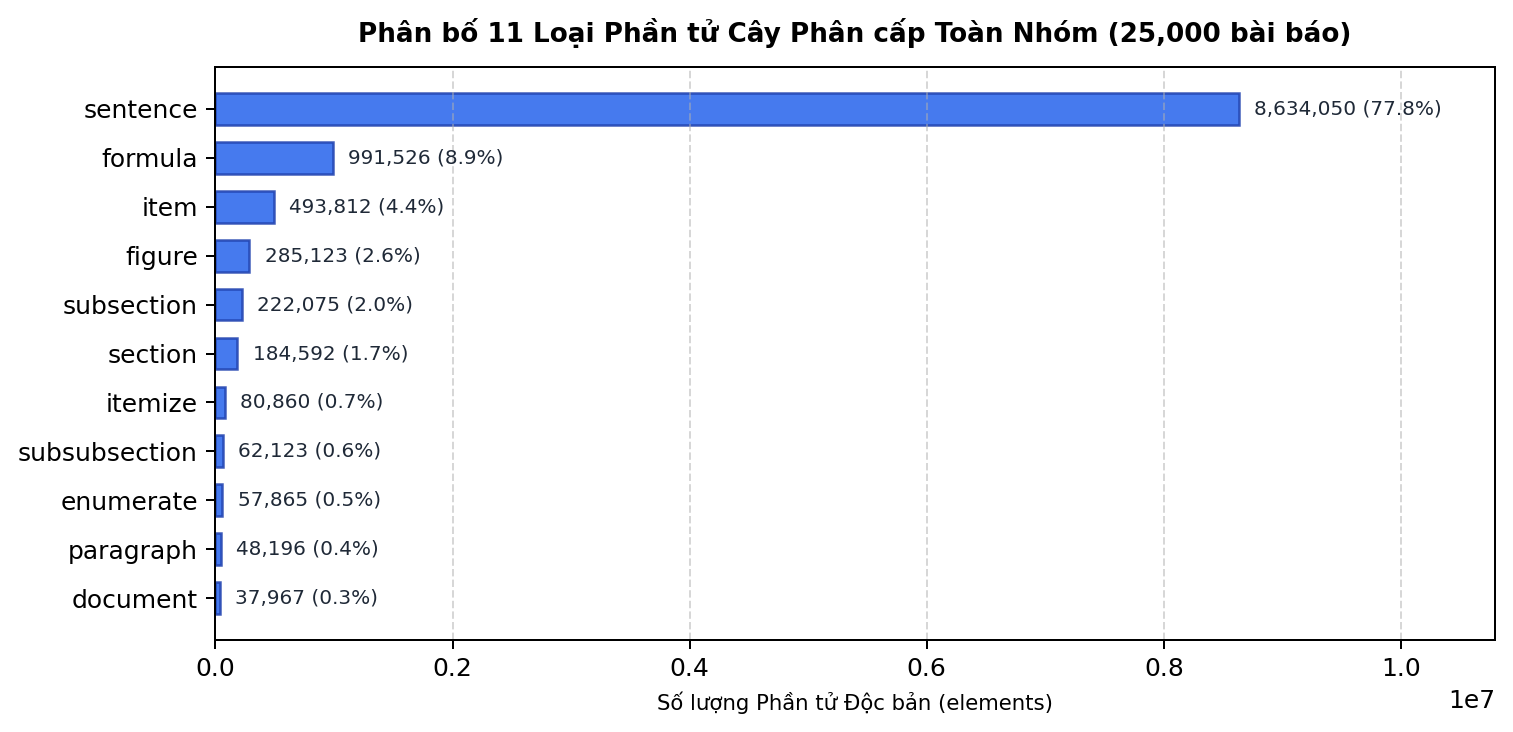 Phân bố 11 Loại Phần tử Cây Phân cấp Toàn Nhóm (25,000 bài báo)
sentence 8,634,050 (77.8%)
formula 991,526 (8.9%)
item 493,812 (4.4%)
figure 285,123 (2.6%)
subsection 222,075 (2.0%)
section 184,592 (1.7%)
itemize 80,860 (0.7%)
subsubsection 62,123 (0.6%)
enumerate 57,865 (0.5%)
paragraph 48,196 (0.4%)
document 37,967 (0.3%)
0.0 0.2 0.4 0.6 0.8 1.0
1e7
Số lượng Phần tử Độc bản (elements)